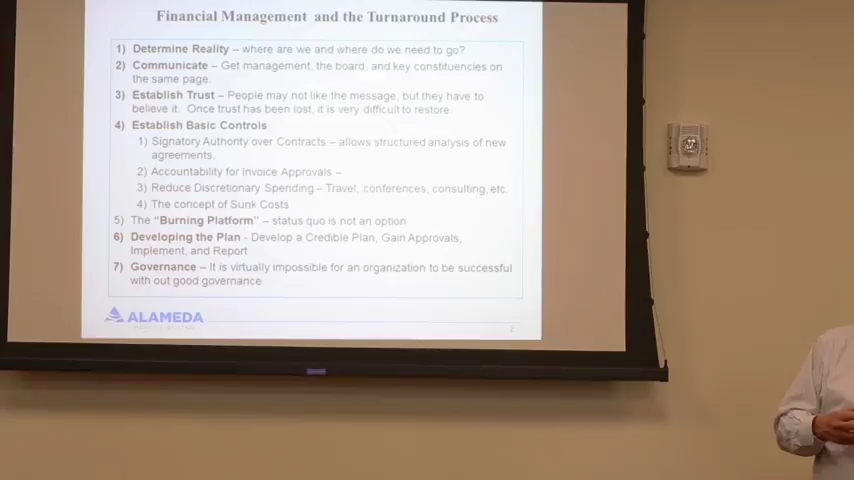 Financial Management and the Turnaround Process
1) Determine Reality – where are we and where do we need to go?
2) Communicate – Get management, the board, and key constituencies on
the same page.
3) Establish Trust – People may not like the message, but they have to
believe it. Once trust has been lost, it is very difficult to restore.
4) Establish Basic Controls
1) Signatory Authority over Contracts – allows structured analysis of new
agreements.
2) Accountability for Invoice Approvals –
3) Reduce Discretionary Spending – Travel, conferences, consulting, etc.
4) The concept of Sunk Costs
5) The "Burning Platform" – status quo is not an option
6) Developing the Plan - Develop a Credible Plan, Gain Approvals,
Implement, and Report
7) Governance – It is virtually impossible for an organization to be successful
with out good governance.
ALAMEDA
2